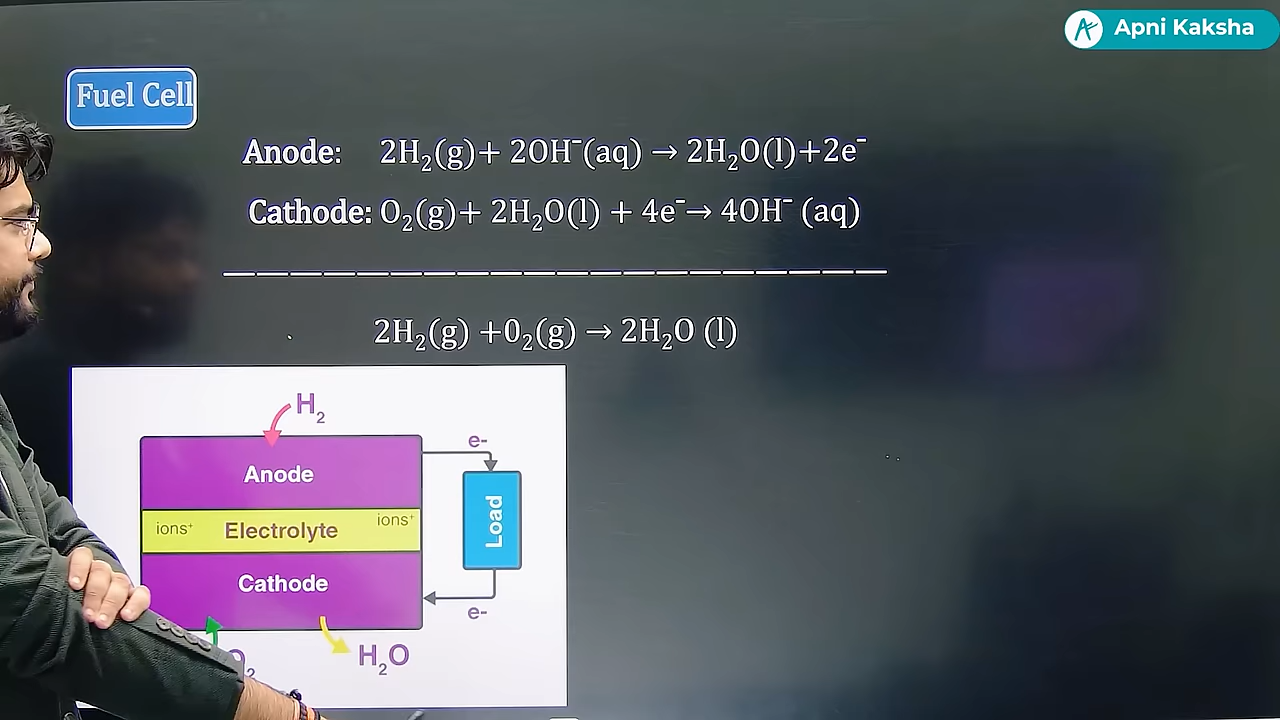 Apni Kaksha
Fuel Cell
Anode: 2H₂(g)+ 2OH⁻(aq) → 2H₂O(l)+2e⁻
Cathode: O₂(g)+ 2H₂O(l) + 4e⁻→ 4OH⁻ (aq)
2H₂(g) +0₂(g) → 2H₂O (l)
H₂
e-
Anode
ions⁺ Electrolyte ions⁺
Load
Cathode
e-
O₂
H₂O